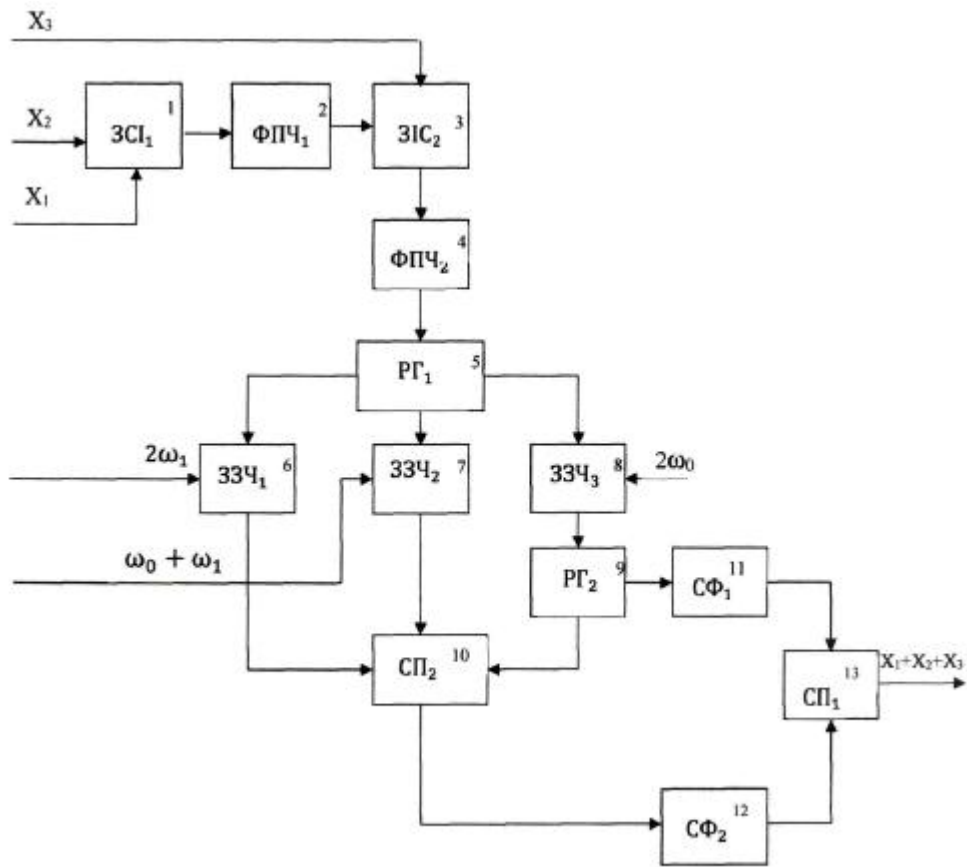 X₃
1
2
3
X₂
ЗСІ₁
ФПЧ₁
ЗІС₂
X₁
4
ФПЧ₂
5
РГ₁
2ω₁
6
7
8
2ω₀
ЗЗЧ₁
ЗЗЧ₂
ЗЗЧ₃
ω₀ + ω₁
9
11
РГ₂
СФ₁
10
СП₂
13
X₁+X₂+X₃
СП₁
12
СФ₂